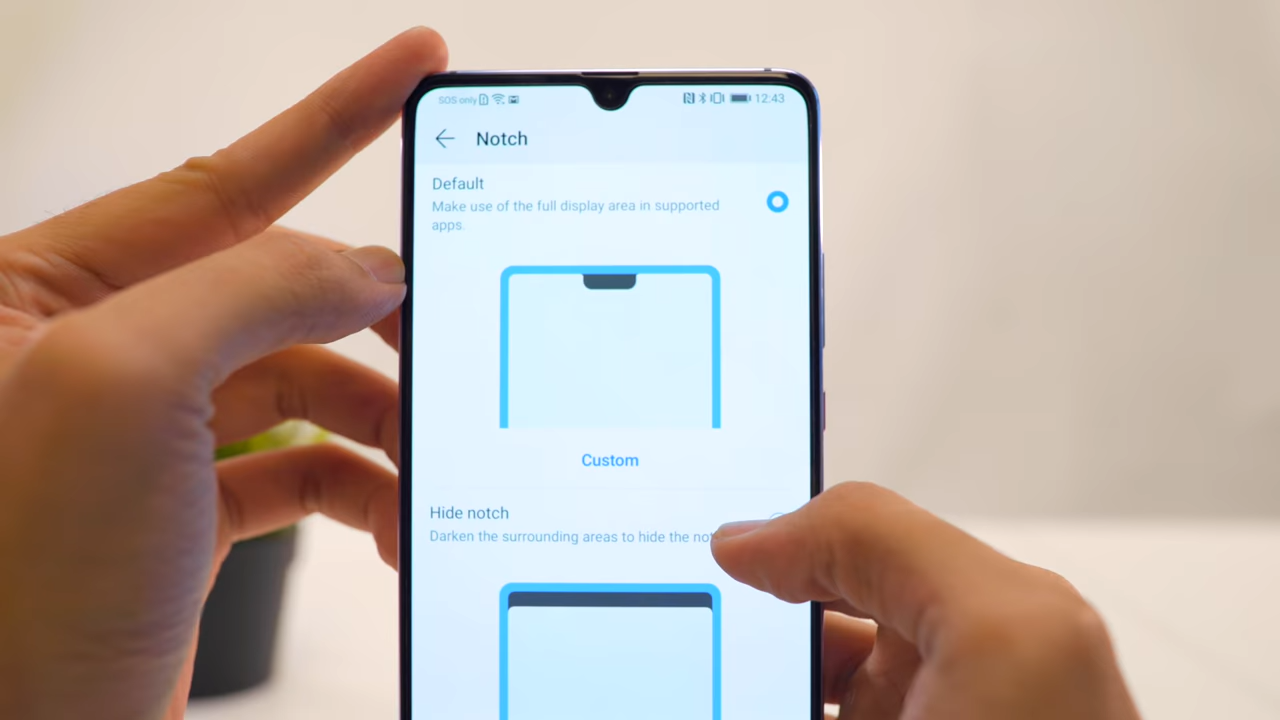 SOS only 12:43
Notch
Default
Make use of the full display area in supported
apps.
Custom
Hide notch
Darken the surrounding areas to hide the